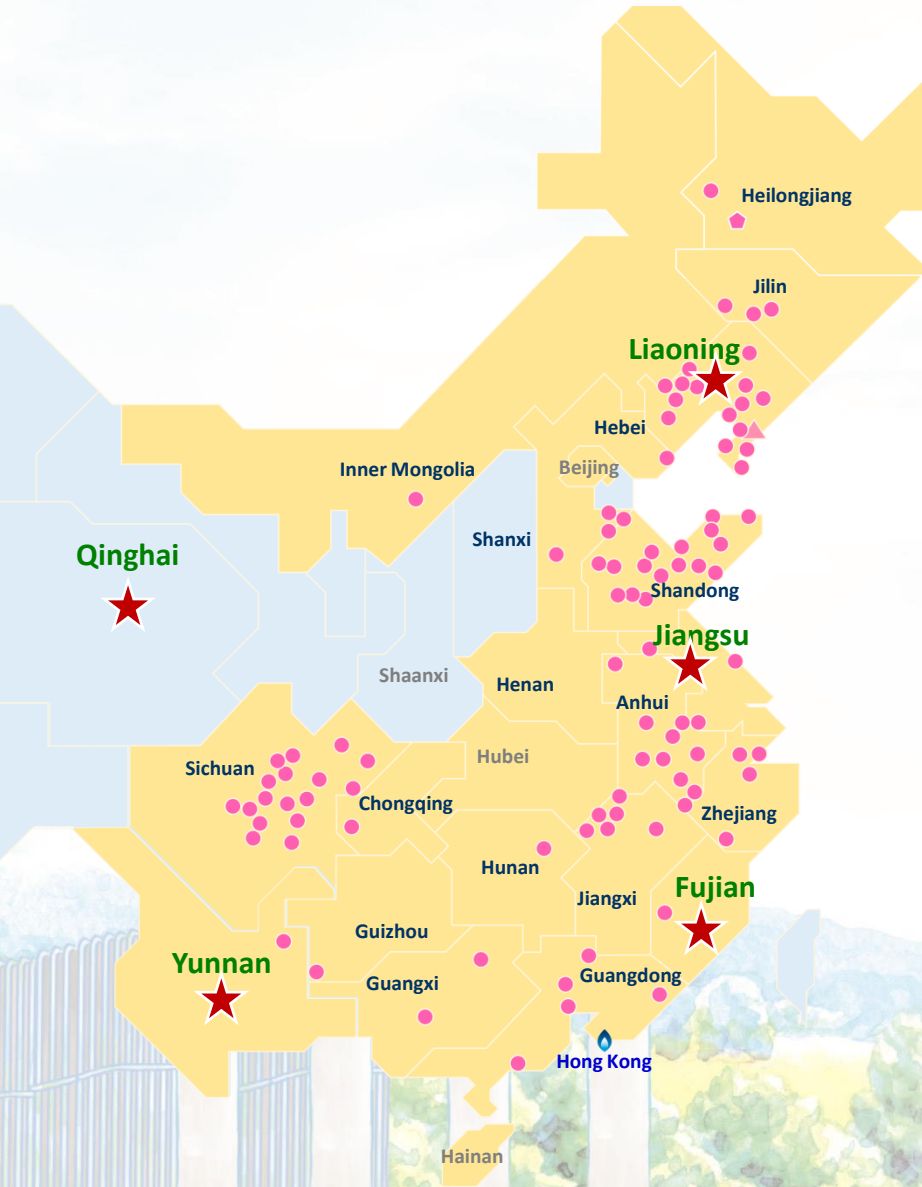 Heilongjiang
Jilin
Liaoning
Hebei
Beijing
Inner Mongolia
Shanxi
Qinghai
Shandong
Jiangsu
Shaanxi
Henan
Anhui
Hubei
Sichuan
Chongqing
Zhejiang
Hunan
Jiangxi
Fujian
Guizhou
Yunnan
Guangxi
Guangdong
Hong Kong
Hainan